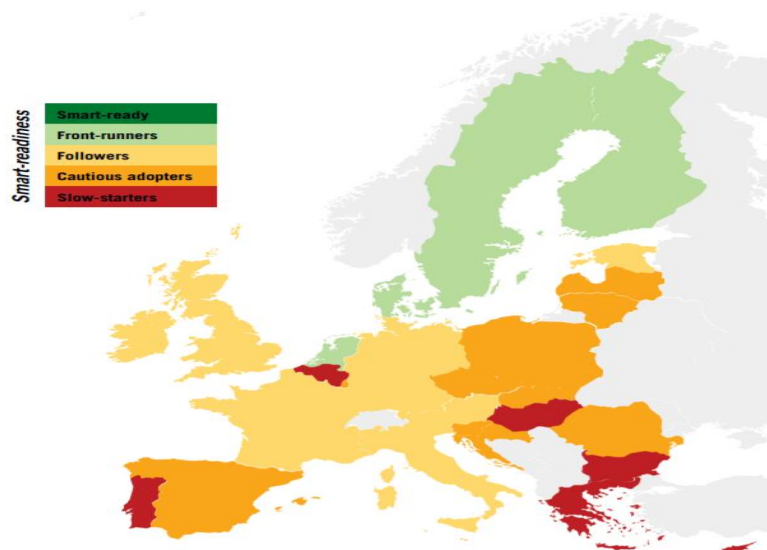 Smart-readiness
Smart-ready
Front-runners
Followers
Cautious adopters
Slow-starters